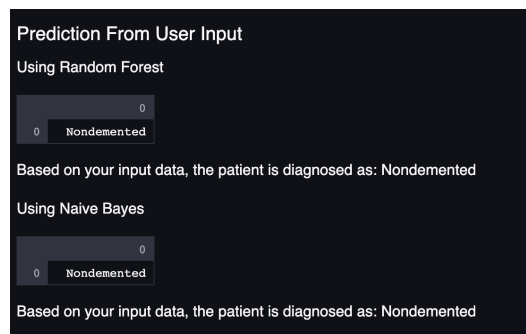 Prediction From User Input
Using Random Forest
0
0 Nondemented
Based on your input data, the patient is diagnosed as: Nondemented
Using Naive Bayes
0
0 Nondemented
Based on your input data, the patient is diagnosed as: Nondemented